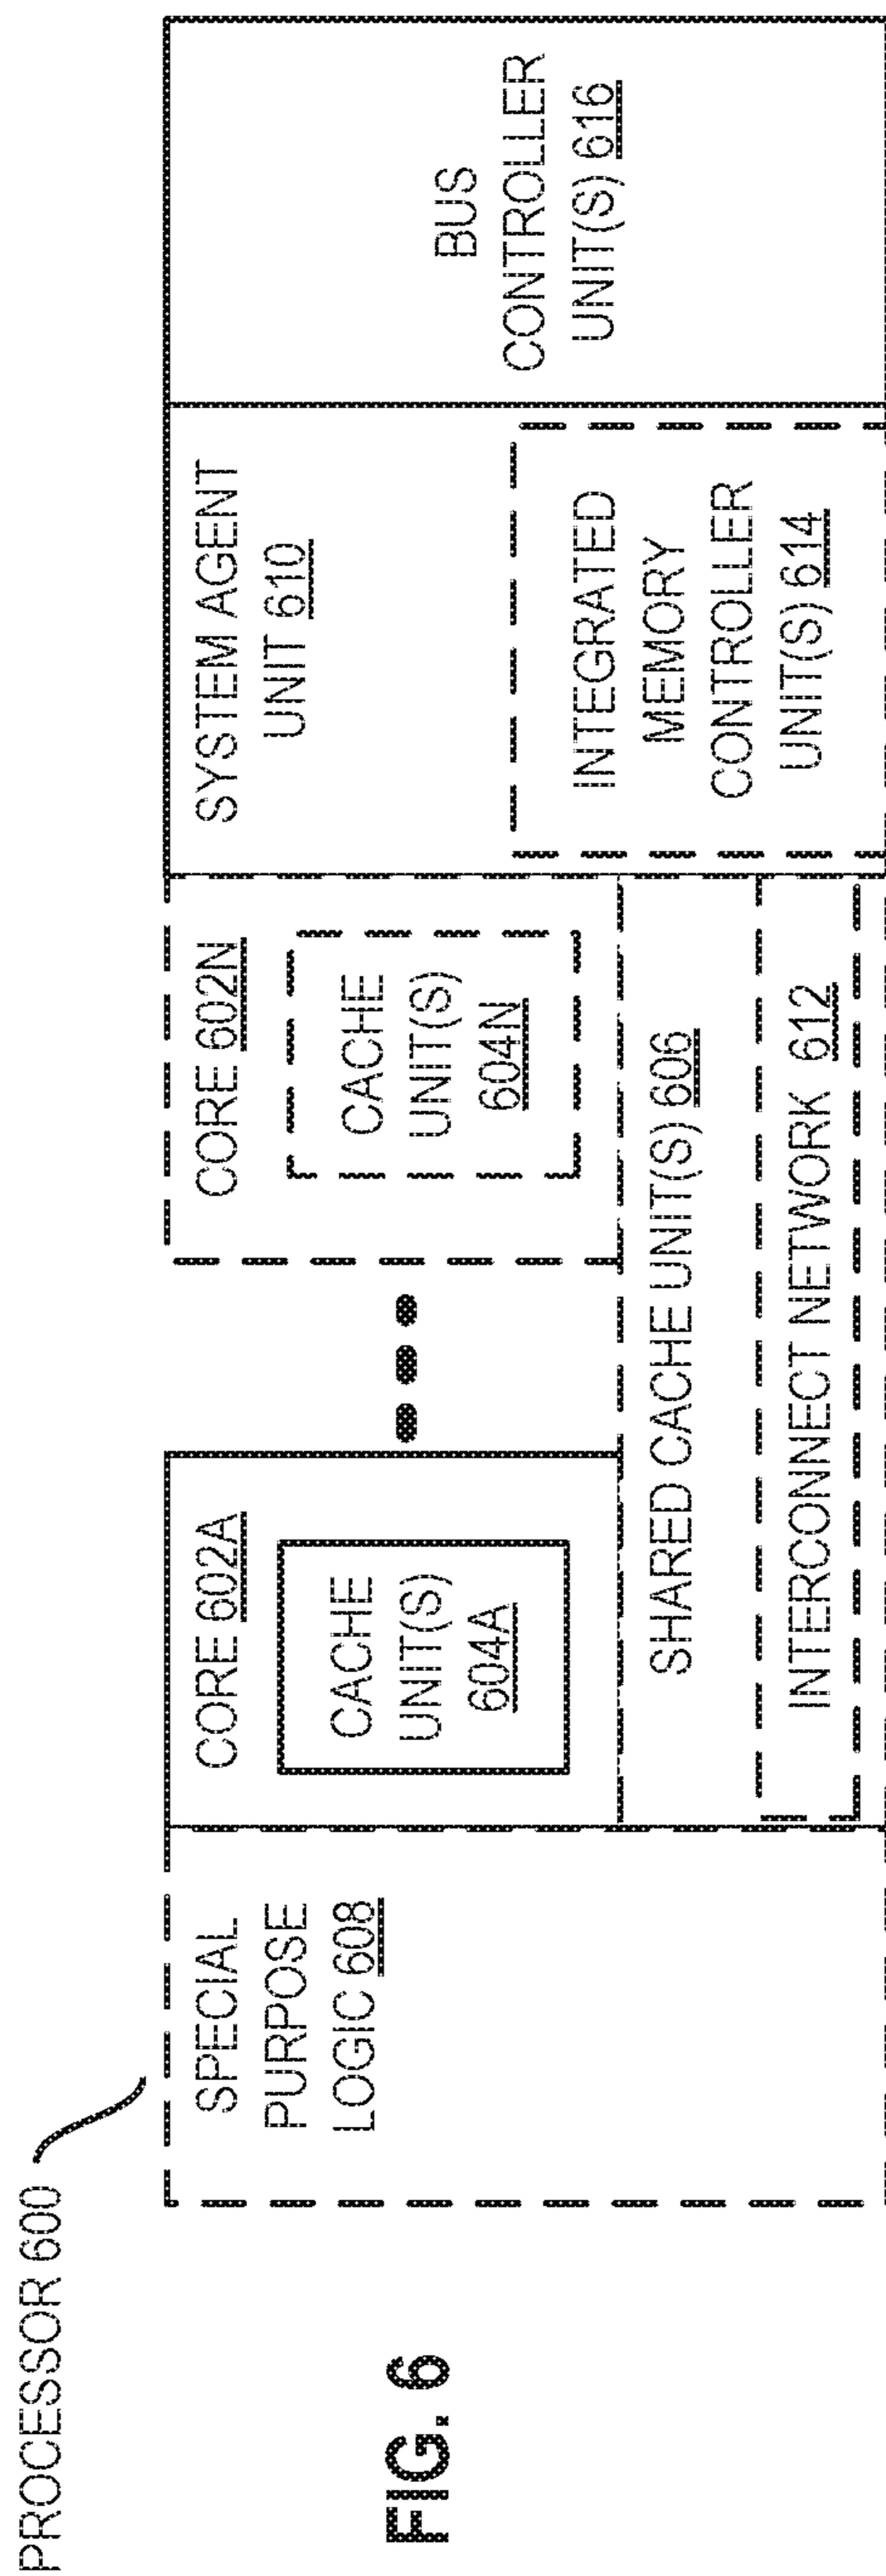 PROCESSOR 600
SPECIAL
PURPOSE
LOGIC 608
CORE 602A
CACHE
UNIT(S)
604A
CORE 602N
CACHE
UNIT(S)
604N
SHARED CACHE UNIT(S) 606
INTERCONNECT NETWORK 612
SYSTEM AGENT
UNIT 610
INTEGRATED
MEMORY
CONTROLLER
UNIT(S) 614
BUS
CONTROLLER
UNIT(S) 616
FIG. 6